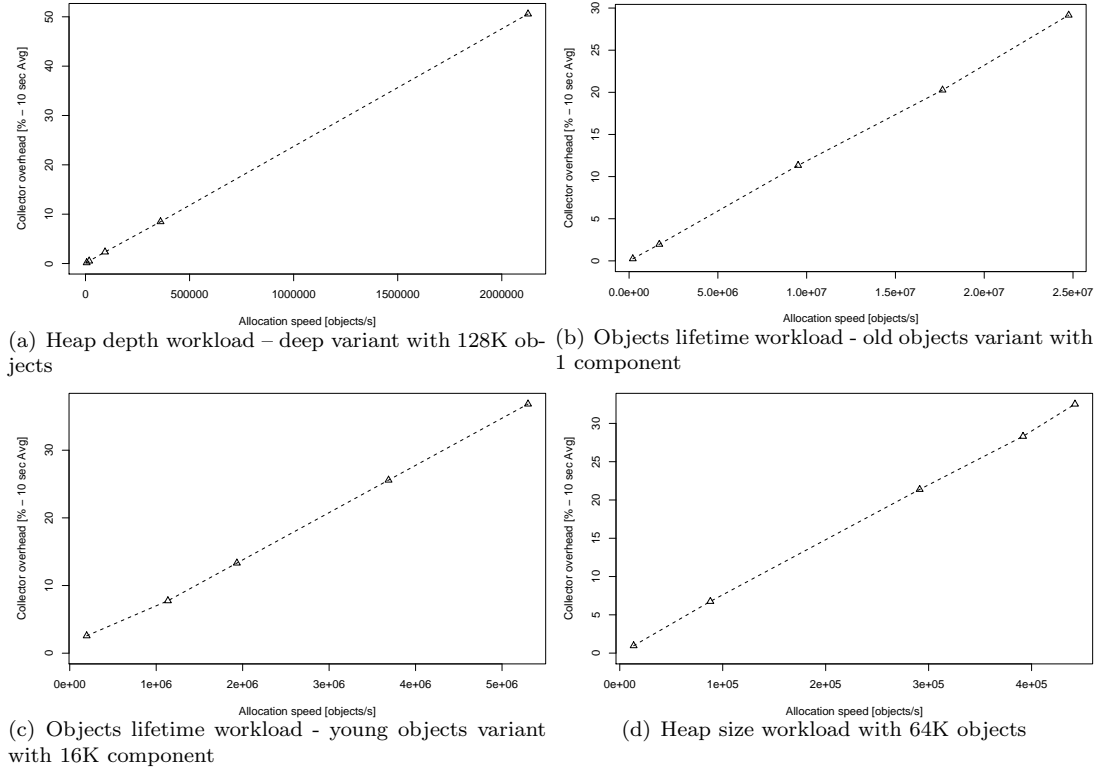 Collector overhead [% − 10 sec Avg]
50
40
30
20
10
0
0 500000 1000000 1500000 2000000
Allocation speed [objects/s]
(a) Heap depth workload – deep variant with 128K ob-
jects
Collector overhead [% − 10 sec Avg]
30
25
20
15
10
5
0
0.0e+00 5.0e+06 1.0e+07 1.5e+07 2.0e+07 2.5e+07
Allocation speed [objects/s]
(b) Objects lifetime workload - old objects variant with
1 component
Collector overhead [% − 10 sec Avg]
30
20
10
0
0e+00 1e+06 2e+06 3e+06 4e+06 5e+06
Allocation speed [objects/s]
(c) Objects lifetime workload - young objects variant
with 16K component
Collector overhead [% − 10 sec Avg]
30
25
20
15
10
5
0
0e+00 1e+05 2e+05 3e+05 4e+05
Allocation speed [objects/s]
(d) Heap size workload with 64K objects